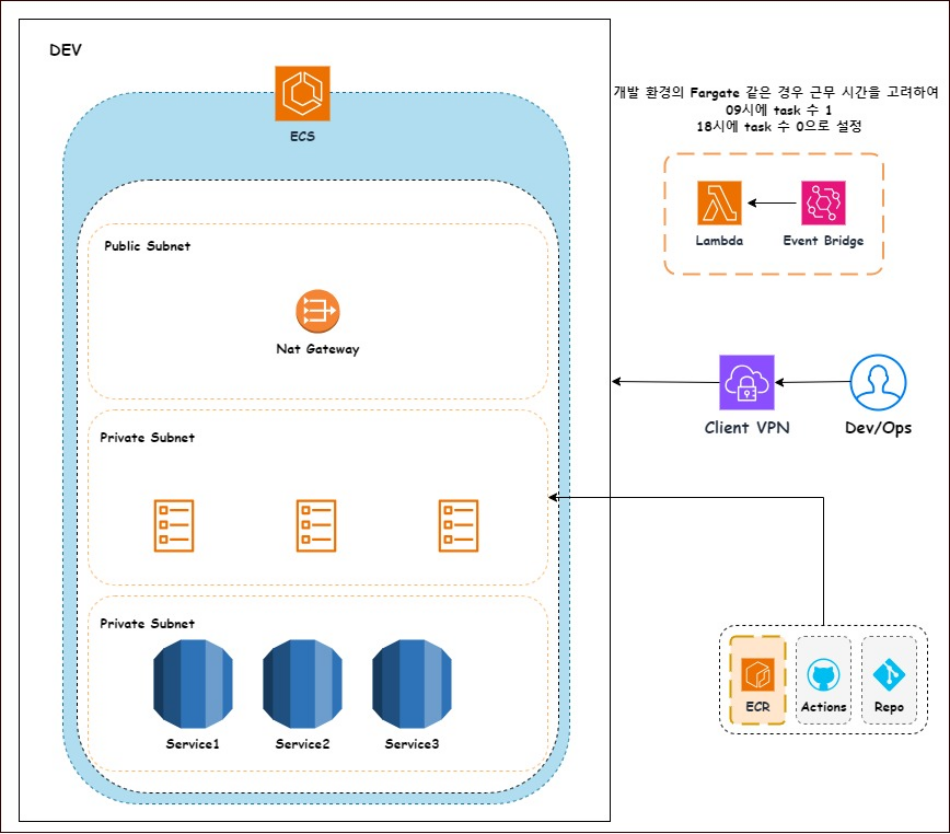 DEV
ECS
개발 환경의 Fargate 같은 경우 근무 시간을 고려하여
09시에 task 수 1
18시에 task 수 0으로 설정
Lambda
Event Bridge
Public Subnet
Nat Gateway
Client VPN
Dev/Ops
Private Subnet
Private Subnet
Service1
Service2
Service3
ECR
Actions
Repo